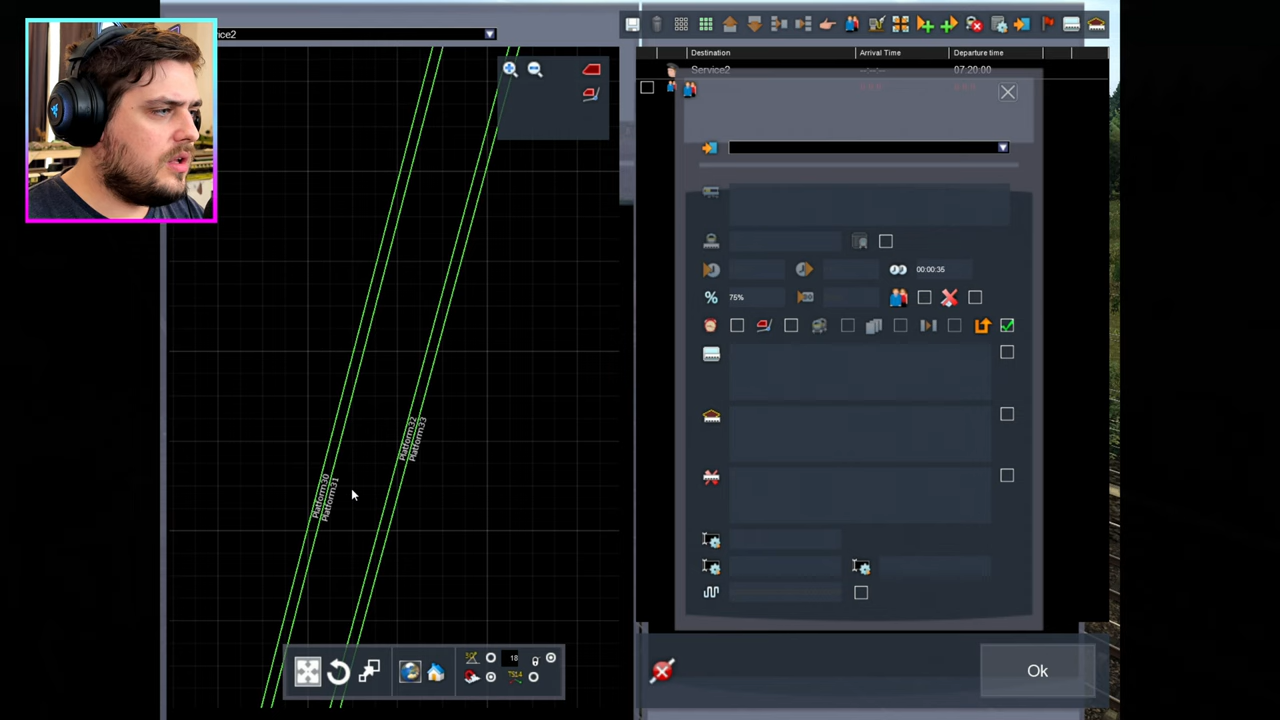 ice2
Destination
Arrival Time
Departure time
Service2
--:--:--
07:20:00
00:00:35
%
75%
Platform32
Platform33
Platform30
Platform31
18
Ok